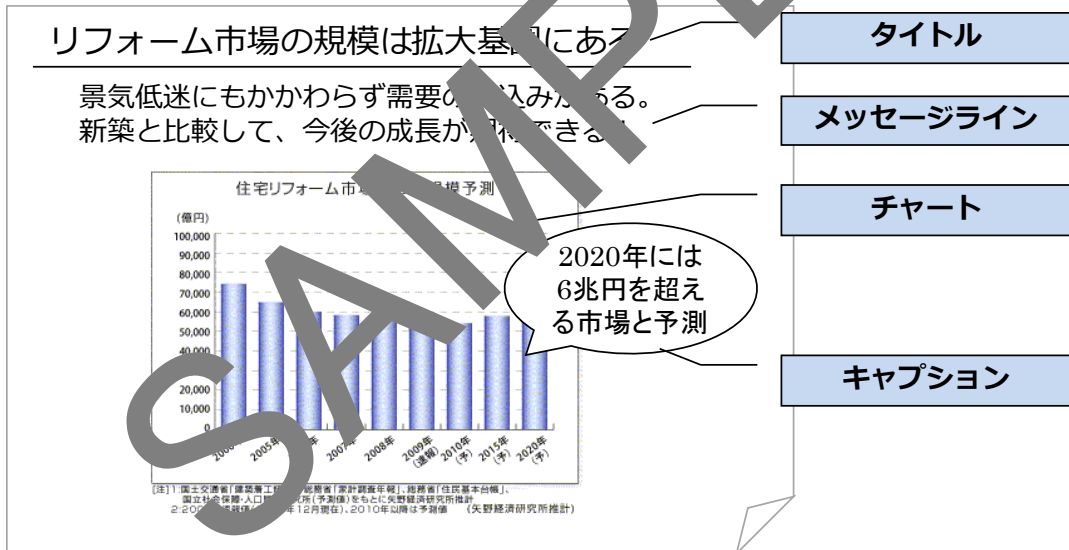 リフォーム市場の規模は拡大基調にある
タイトル
景気低迷にもかかわらず需要の 込みがある。
新築と比較して、今後の成長が期待できる
メッセージライン
住宅リフォーム市 規模予測
チャート
(億円)
100,000
90,000
80,000
70,000
60,000
50,000
40,000
20,000
10,000
0
2020年には
6兆円を超え
る市場と予測
キャプション
2005年
年
2007年
2008年
2009年
(速報)
2010年
(予)
2015年
(予)
2020年
(予)
[注]1:国土交通省「建築着工 総務省「家計調査年報」、総務省「住民基本台帳」、
国立社会保障・人口 究所(予測値)をもとに矢野経済研究所推計
2:200 年12月現在)、2010年以降は予測値 (矢野経済研究所推計)
SAMPLE